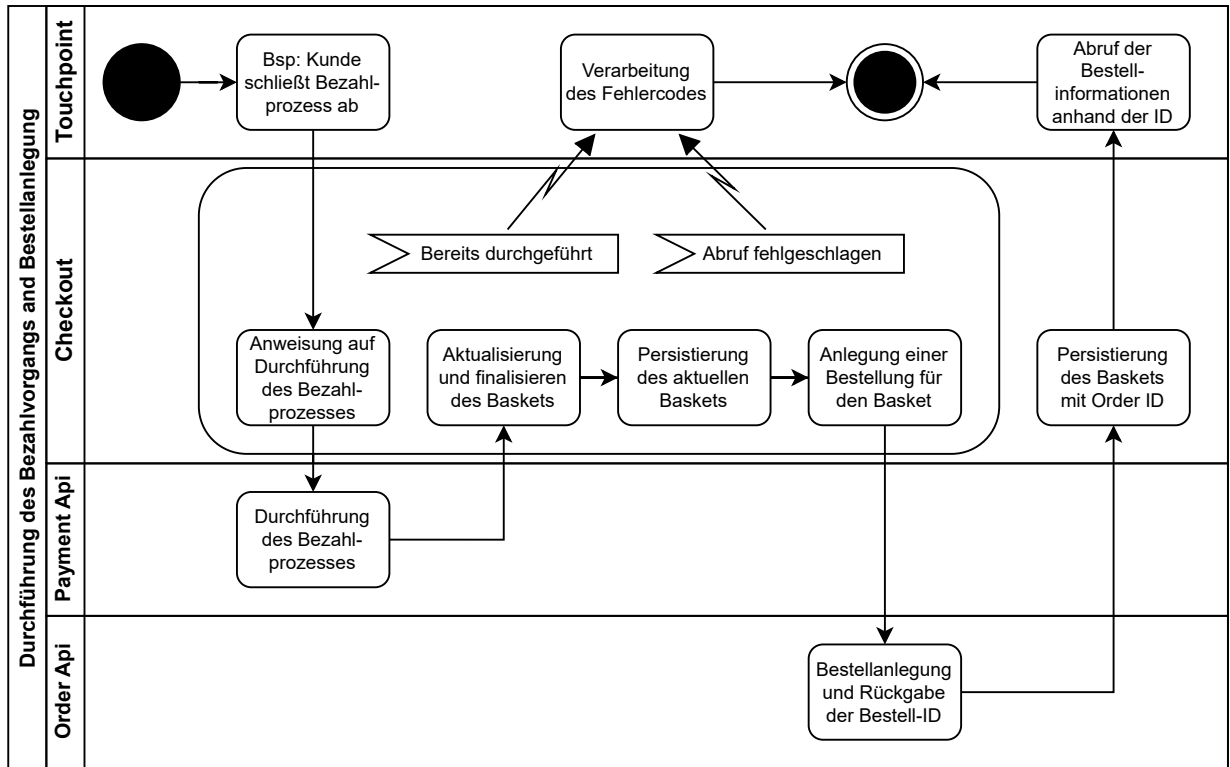 Durchführung des Bezahlvorgangs and Bestellanlegung
Touchpoint
Bsp: Kunde
schließt Bezahl-
prozess ab
Verarbeitung
des Fehlercodes
Abruf der
Bestell-
informationen
anhand der ID
Checkout
Bereits durchgeführt
Abruf fehlgeschlagen
Anweisung auf
Durchführung
des Bezahl-
prozesses
Aktualisierung
und finalisieren
des Baskets
Persistierung
des aktuellen
Baskets
Anlegung einer
Bestellung für
den Basket
Persistierung
des Baskets
mit Order ID
Payment Api
Durchführung
des Bezahl-
prozesses
Order Api
Bestellanlegung
und Rückgabe
der Bestell-ID